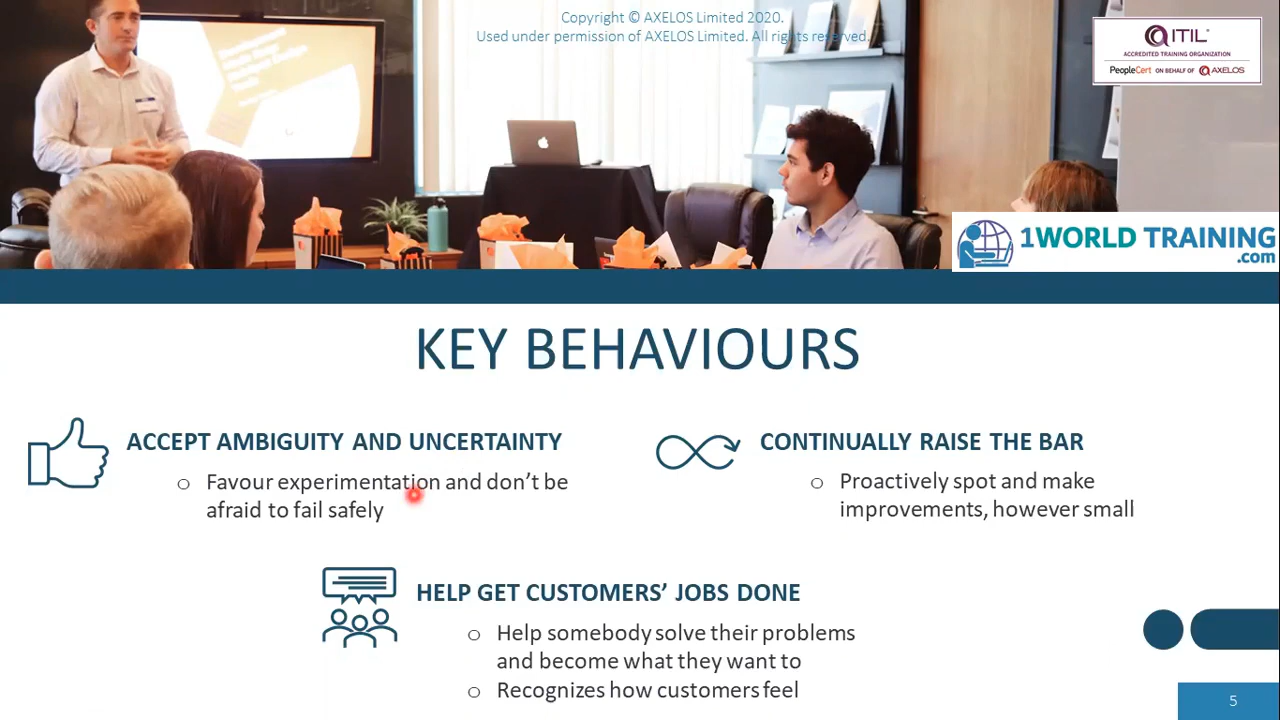 Copyright © AXELOS Limited 2020.
Used under permission of AXELOS Limited. All rights reserved.
ITIL®
ACCREDITED TRAINING ORGANIZATION
PeopleCert ON BEHALF OF AXELOS
1WORLD TRAINING
.com
KEY BEHAVIOURS
ACCEPT AMBIGUITY AND UNCERTAINTY
o Favour experimentation and don’t be
afraid to fail safely
CONTINUALLY RAISE THE BAR
o Proactively spot and make
improvements, however small
HELP GET CUSTOMERS’ JOBS DONE
o Help somebody solve their problems
and become what they want to
o Recognizes how customers feel
5